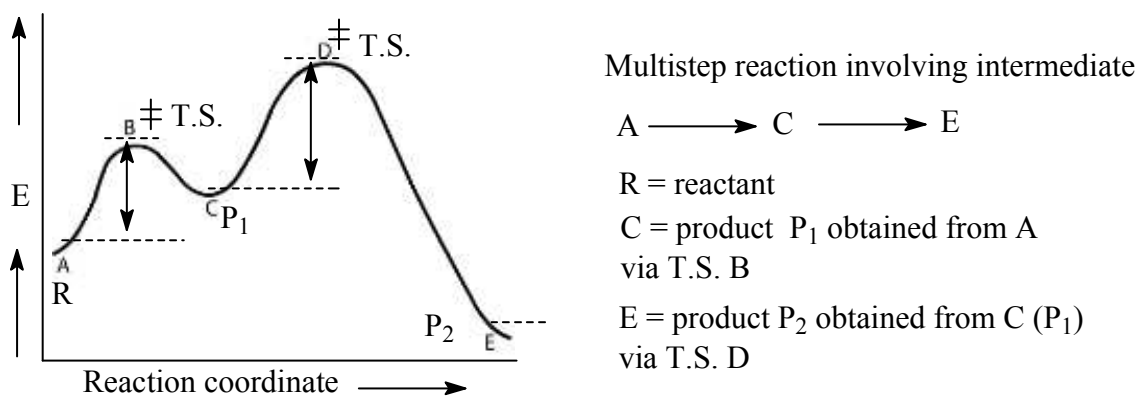 ‡ T.S.
D
‡ T.S.
B
E
C P₁
A
R
P₂
E
Reaction coordinate
Multistep reaction involving intermediate
A ⟶ C ⟶ E
R = reactant
C = product P₁ obtained from A
via T.S. B
E = product P₂ obtained from C (P₁)
via T.S. D